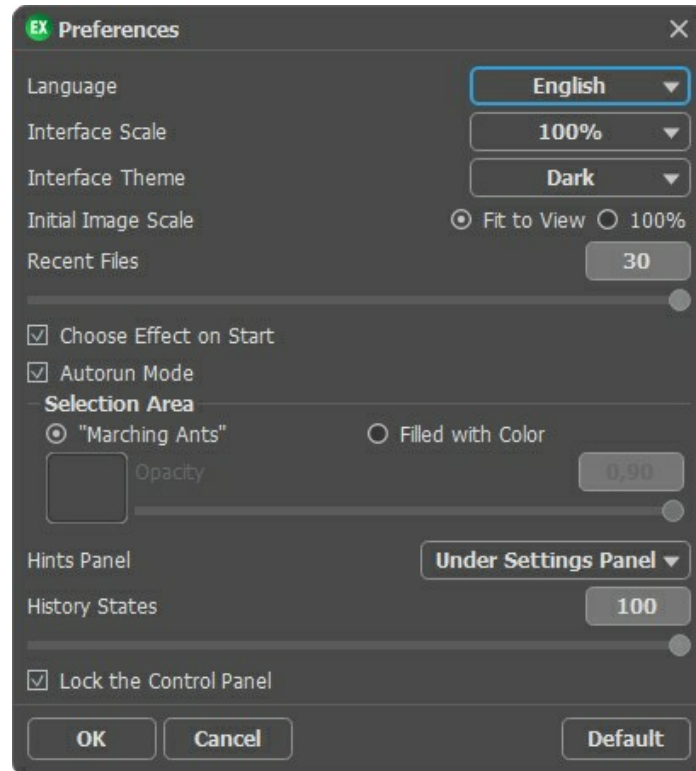 EX Preferences
Language English
Interface Scale 100%
Interface Theme Dark
Initial Image Scale Fit to View 100%
Recent Files 30
Choose Effect on Start
Autorun Mode
Selection Area
"Marching Ants" Filled with Color
Opacity 0,90
Hints Panel Under Settings Panel
History States 100
Lock the Control Panel
OK Cancel Default